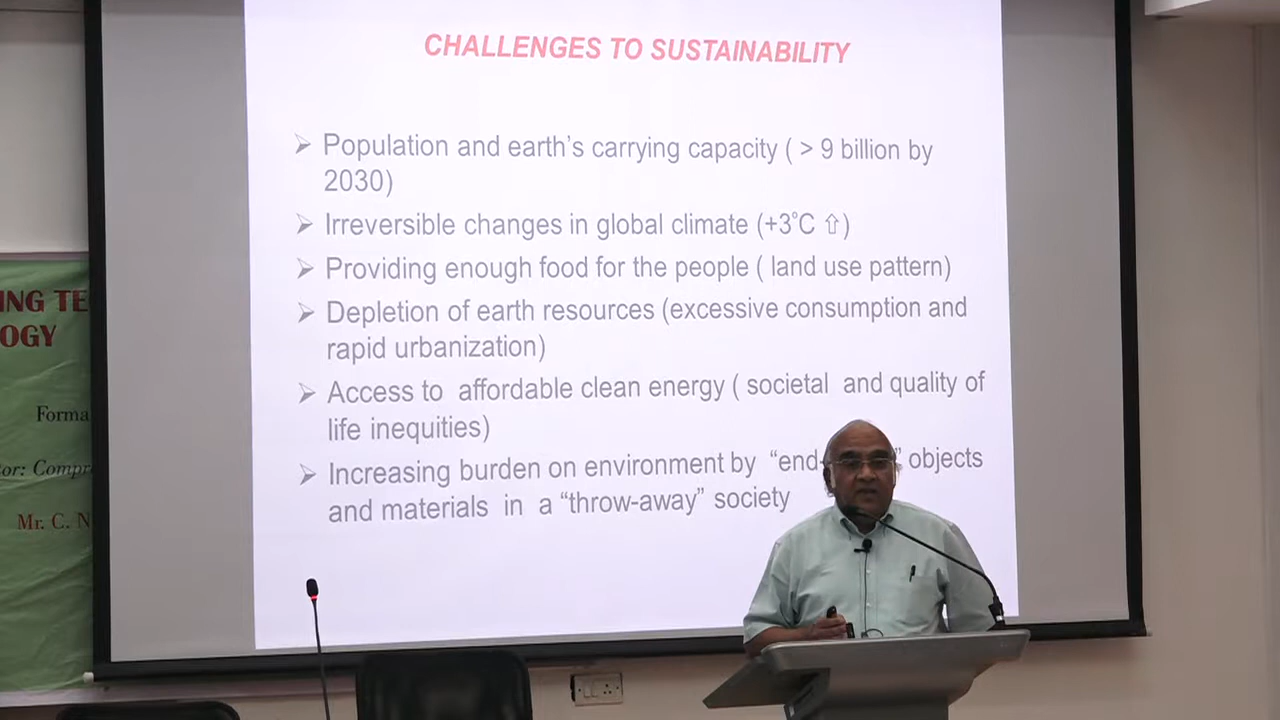 CHALLENGES TO SUSTAINABILITY
➢ Population and earth's carrying capacity ( > 9 billion by
2030)
➢ Irreversible changes in global climate (+3°C ⇧)
➢ Providing enough food for the people ( land use pattern)
➢ Depletion of earth resources (excessive consumption and
rapid urbanization)
➢ Access to affordable clean energy ( societal and quality of
life inequities)
➢ Increasing burden on environment by "end- " objects
and materials in a "throw-away" society
ING TE
OGY
Forma
tor: Compr
Mr. C. N